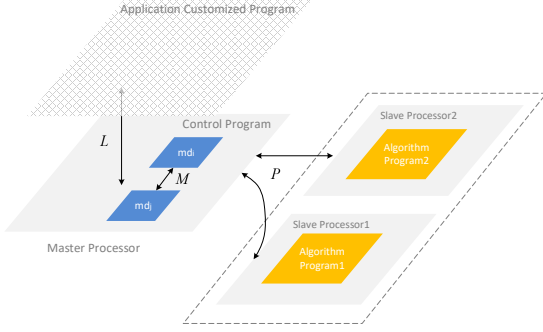 Application Customized Program
Slave Processor2
Control Program
L
mdi
Algorithm
Program2
M
P
mdj
Slave Processor1
Master Processor
Algorithm
Program1